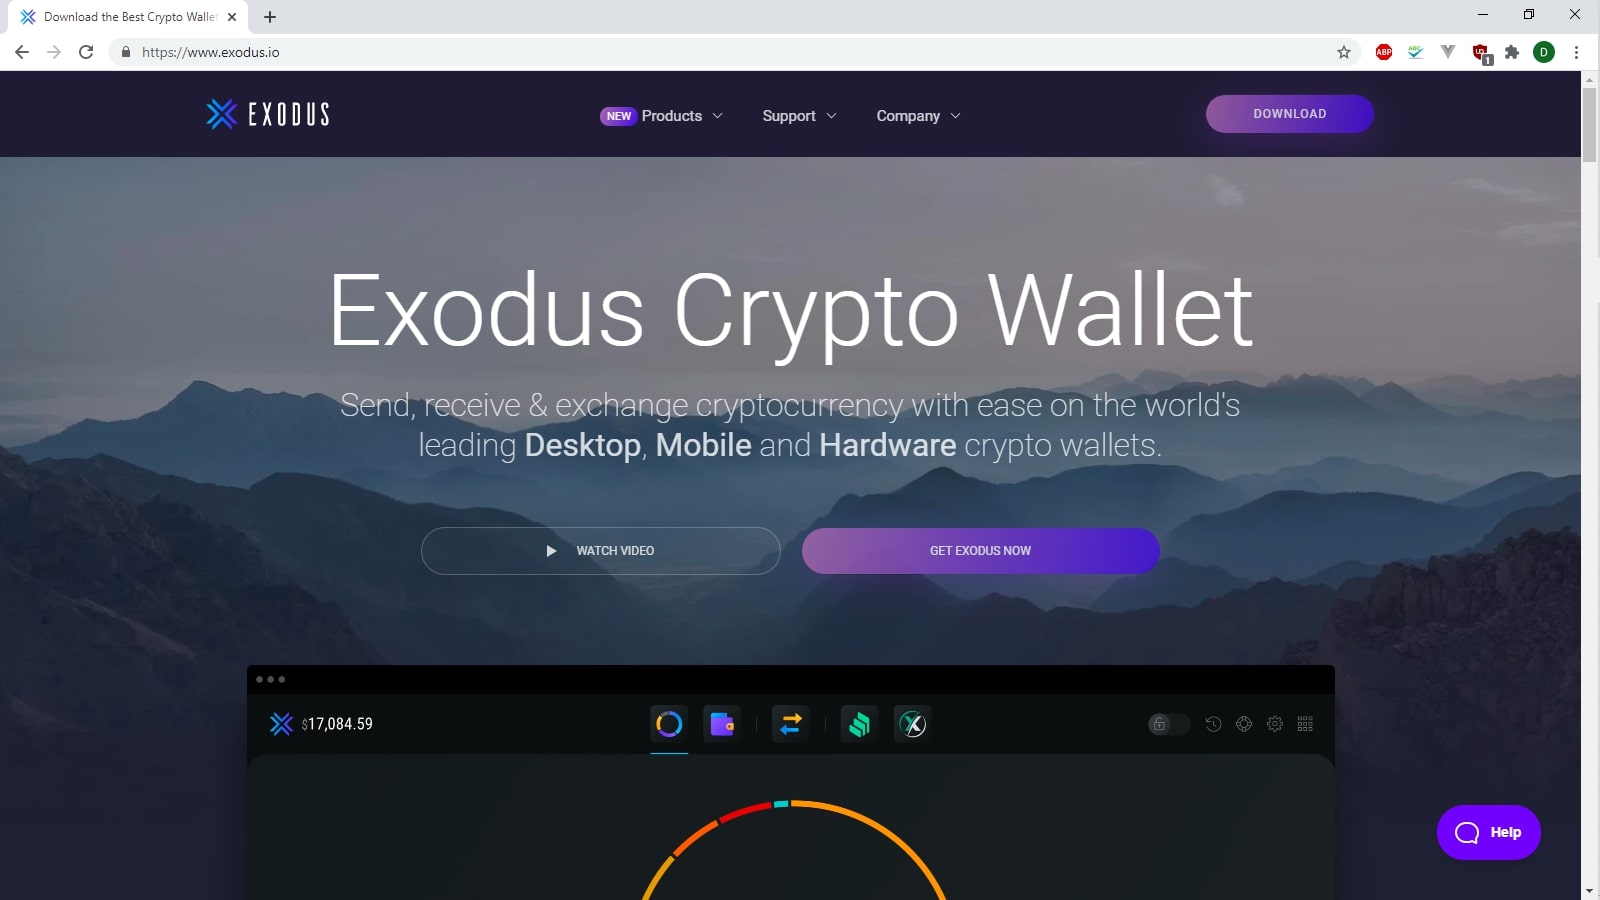 Download the Best Crypto Wallet
https://www.exodus.io
ABP
ABC
1
D
EXODUS
NEW Products
Support
Company
DOWNLOAD
Exodus Crypto Wallet
Send, receive & exchange cryptocurrency with ease on the world's
leading Desktop, Mobile and Hardware crypto wallets.
WATCH VIDEO
GET EXODUS NOW
$17,084.59
Help